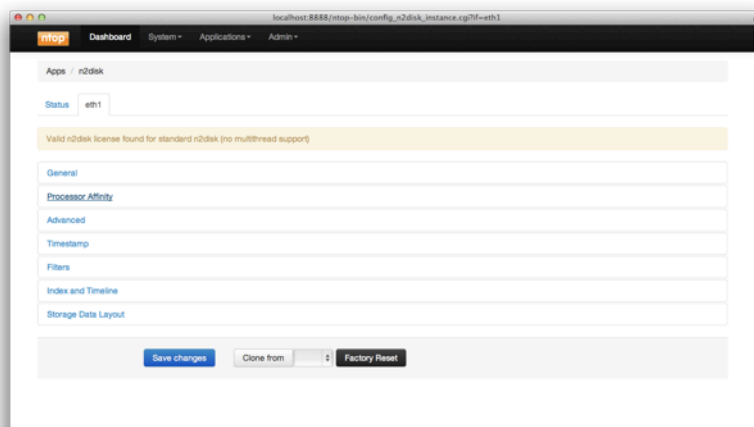 localhost:8888/ntop-bin/config_n2disk_instance.cgi?if=eth1
ntop Dashboard System Applications Admin
Apps / n2disk
Status eth1
Valid n2disk license found for standard n2disk (no multithread support)
General
Processor Affinity
Advanced
Timestamp
Filters
Index and Timeline
Storage Data Layout
Save changes Clone from Factory Reset